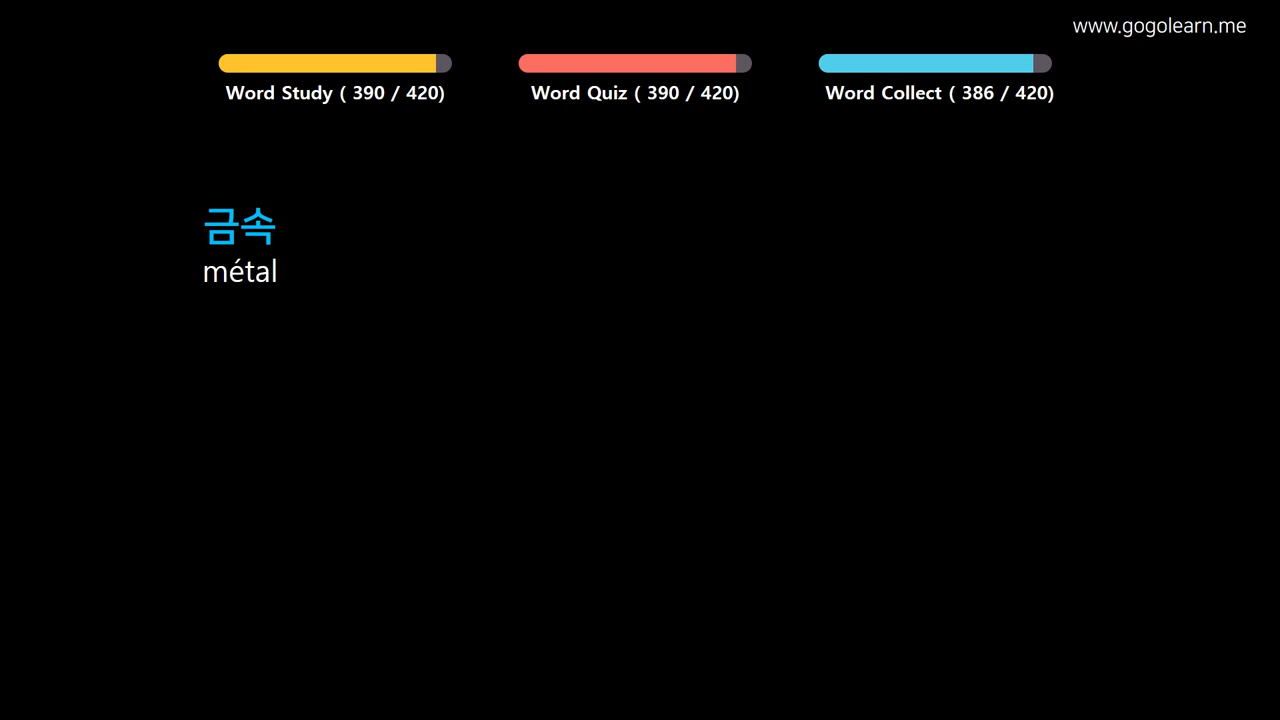 www.gogolearn.me
Word Study ( 390 / 420)
Word Quiz ( 390 / 420)
Word Collect ( 386 / 420)
금속
métal